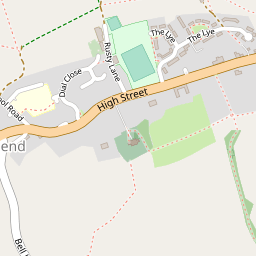 The Lye
The Lye
Rusty Lane
Dial Close
ool Road
High Street
end
Bell